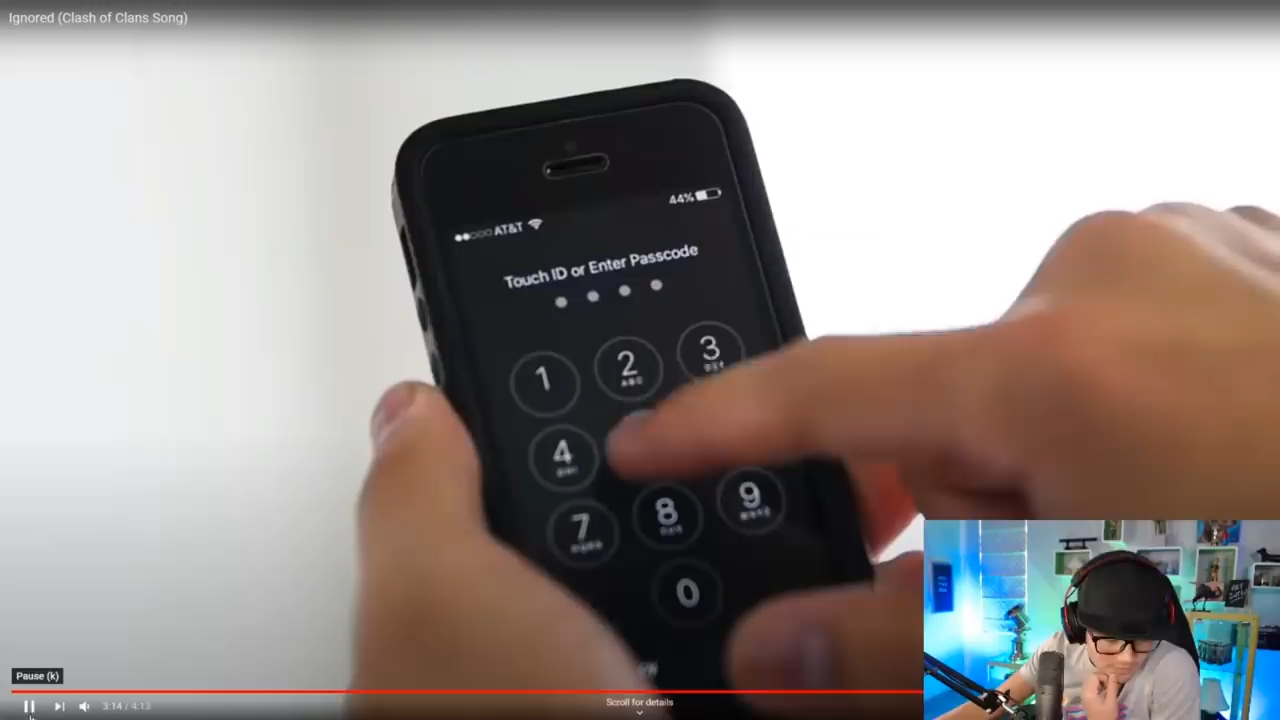 Ignored (Clash of Clans Song)
44%
AT&T
Touch ID or Enter Passcode
1
2
ABC
3
4
7
8
9
0
Pause (k)
3:14 / 4:13
Scroll for details